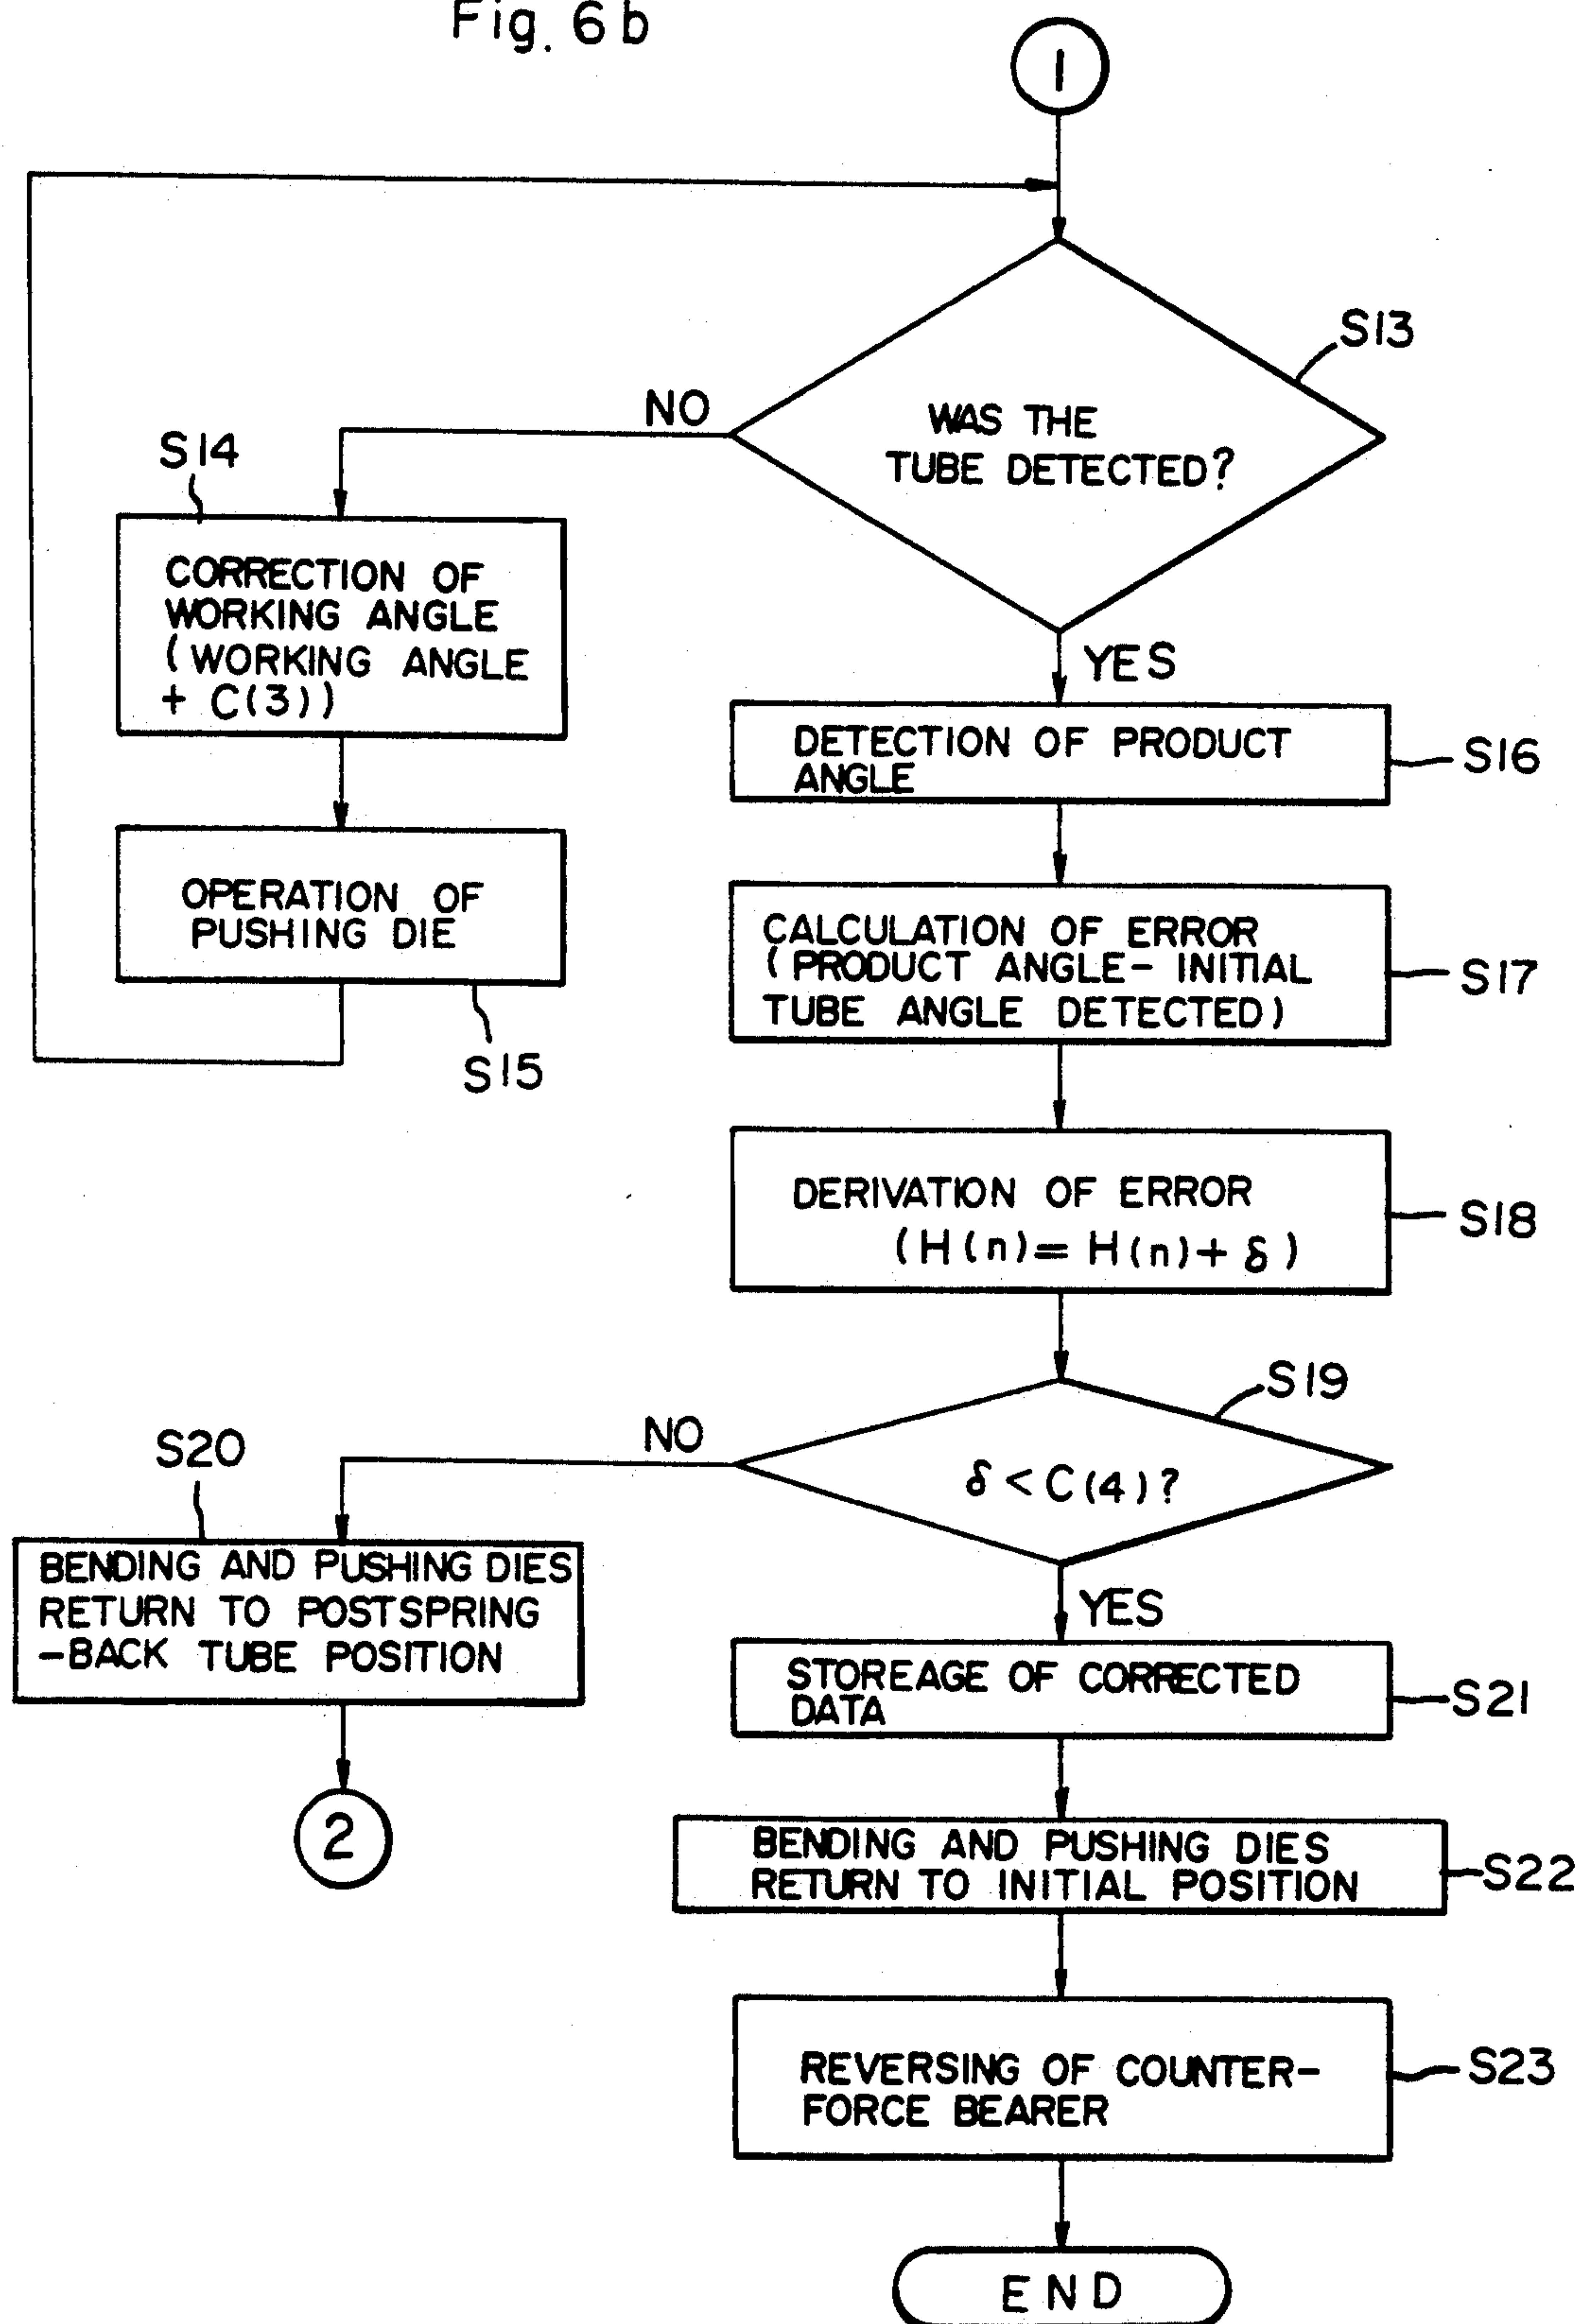 Fig. 6b
1
S13
WAS THE
TUBE DETECTED?
NO
S14
CORRECTION OF
WORKING ANGLE
(WORKING ANGLE
+ C(3))
YES
DETECTION OF PRODUCT
ANGLE
S16
OPERATION OF
PUSHING DIE
S15
CALCULATION OF ERROR
(PRODUCT ANGLE- INITIAL
TUBE ANGLE DETECTED)
S17
DERIVATION OF ERROR
(H(n)= H(n)+ δ)
S18
S19
δ < C(4)?
NO
S20
BENDING AND PUSHING DIES
RETURN TO POSTSPRING
-BACK TUBE POSITION
2
YES
STOREAGE OF CORRECTED
DATA
S21
BENDING AND PUSHING DIES
RETURN TO INITIAL POSITION
S22
REVERSING OF COUNTER-
FORCE BEARER
S23
END